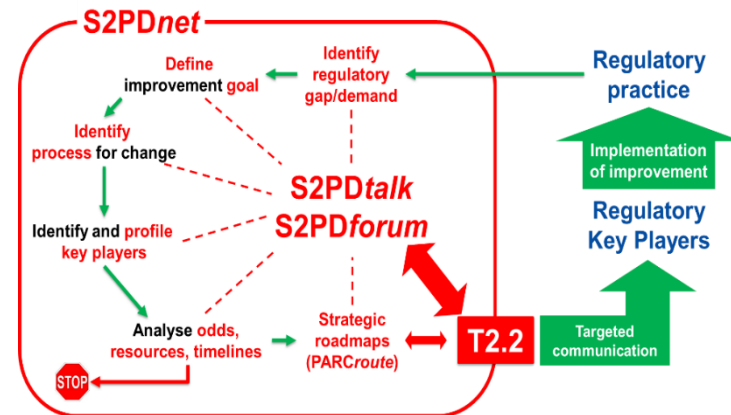 S2PDnet
Define
improvement goal
Identify
regulatory
gap/demand
Regulatory
practice
Identify
process for change
Implementation
of improvement
S2PDtalk
S2PDforum
Identify and profile
key players
Regulatory
Key Players
Analyse odds,
resources, timelines
Strategic
roadmaps
(PARCroute)
T2.2
Targeted
communication
STOP